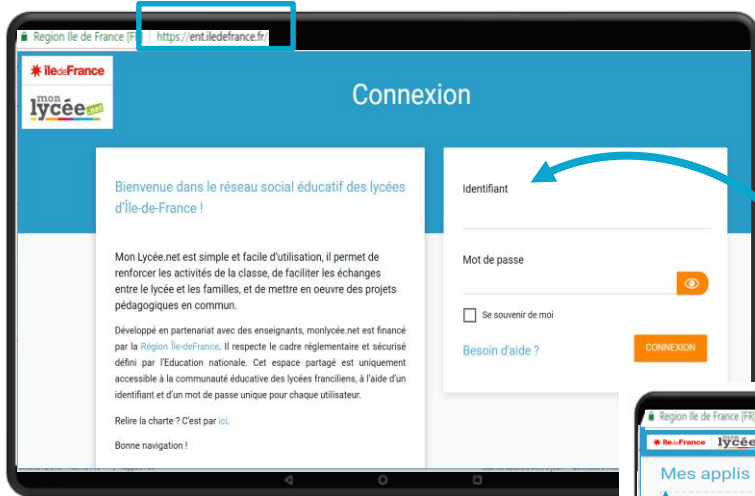 Region Ile de France [FR] https://ent.iledefrance.fr/
îledeFrance
mon lycée.net
Connexion
Bienvenue dans le réseau social éducatif des lycées
d'Île-de-France !
Mon Lycée.net est simple et facile d'utilisation, il permet de
renforcer les activités de la classe, de faciliter les échanges
entre le lycée et les familles, et de mettre en oeuvre des projets
pédagogiques en commun.
Développé en partenariat avec des enseignants, monlycée.net est financé
par la Région Île-deFrance. Il respecte le cadre réglementaire et sécurisé
défini par l'Education nationale. Cet espace partagé est uniquement
accessible à la communauté éducative des lycées franciliens, à l'aide d'un
identifiant et d'un mot de passe unique pour chaque utilisateur.
Relire la charte ? C'est par ici.
Bonne navigation !
Identifiant
Mot de passe
Se souvenir de moi
Besoin d'aide ?
CONNEXION
Region Ile de France [FR]
îledeFrance mon lycée
Mes applis